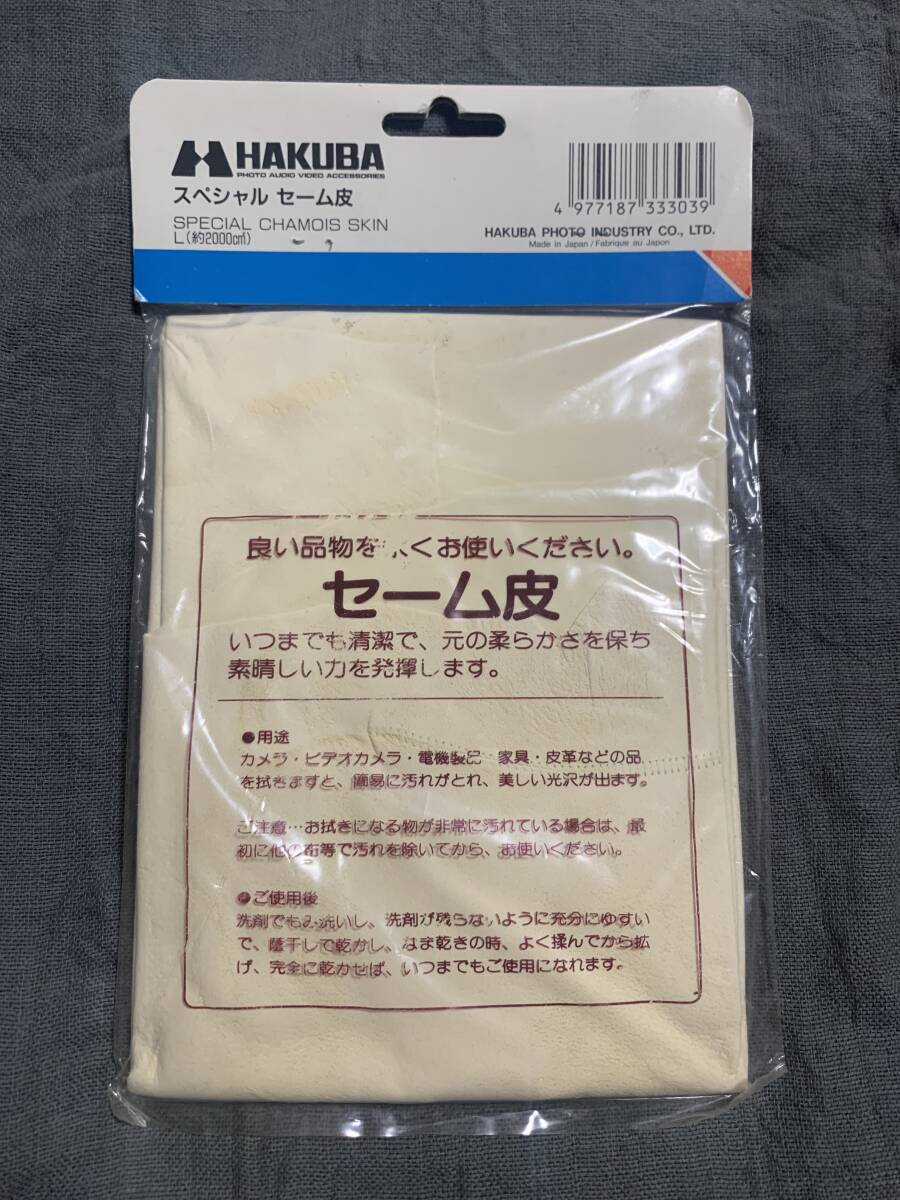 HAKUBA
PHOTO AUDIO VIDEO ACCESSORIES
スペシャル セーム皮
SPECIAL CHAMOIS SKIN
L(約2000c㎡)
4 977187 333039
HAKUBA PHOTO INDUSTRY CO., LTD.
Made in Japan / Fabrique au Japon
良い品物を くお使いください。
セーム皮
いつまでも清潔で、元の柔らかさを保ち
素晴しい力を発揮します。
●用途
カメラ・ビデオカメラ・電機製品 家具・皮革などの品
を拭きますと、簡易に汚れがとれ、美しい光沢が出ます。
ご注意…お拭きになる物が非常に汚れている場合は、最
初に他の布等で汚れを除いてから、お使いください。
●ご使用後
洗剤でもみ洗いし、洗剤が残らないように充分にゆすい
で、蔭干しで乾かし、なま乾きの時、よく揉んでから拡
げ、完全に乾かせば、いつまでもご使用になれます。